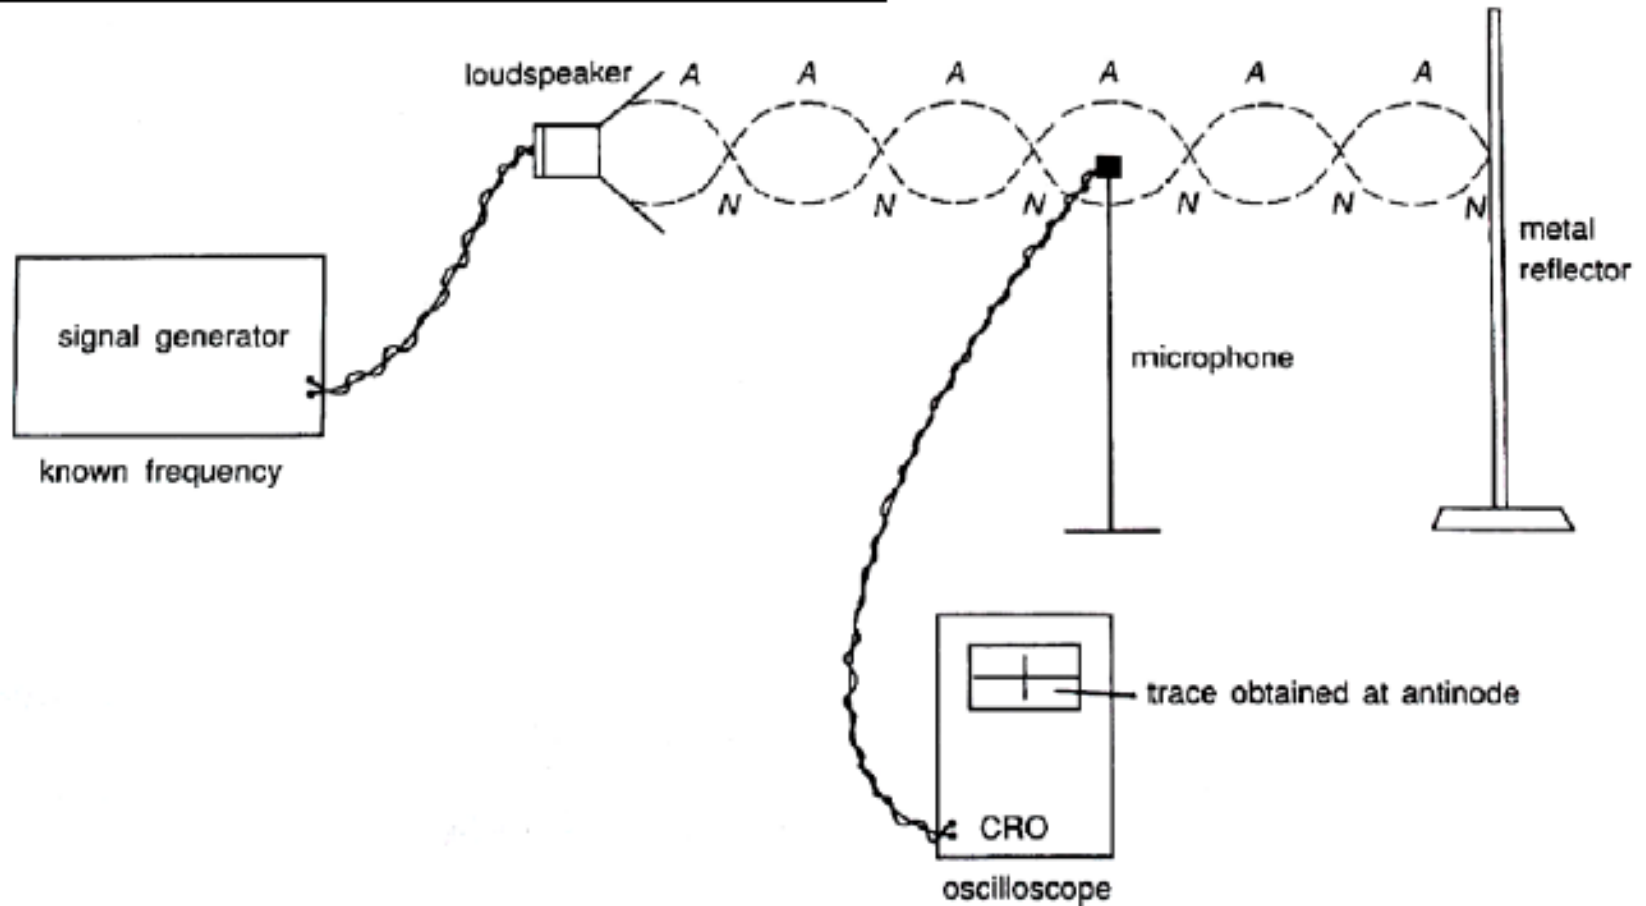 loudspeaker A A A A A A
N N N N N N
metal
reflector
signal generator
microphone
known frequency
trace obtained at antinode
CRO
oscilloscope